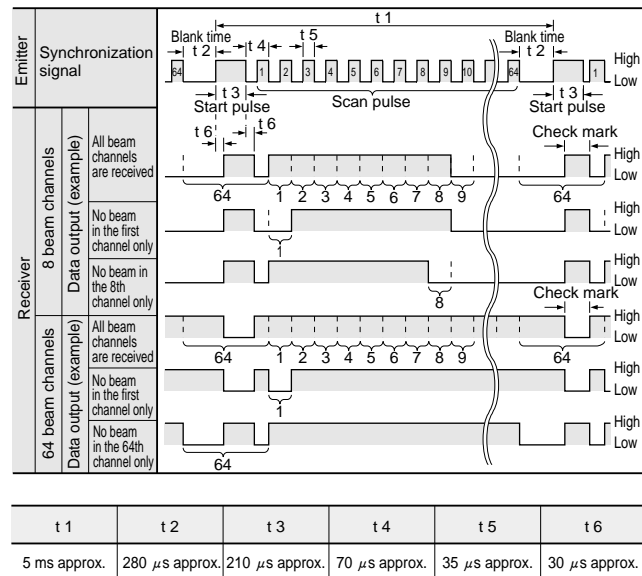 t 1
Blank time
t 2
t 4
t 5
Blank time
t 2
Emitter
Synchronization signal
64 1 2 3 4 5 6 7 8 9 10 64 1
High
Low
t 3
Start pulse
Scan pulse
t 3
Start pulse
t 6
t 6
Check mark
Receiver
8 beam channels
Data output (example)
All beam
channels
are received
High
Low
64 1 2 3 4 5 6 7 8 9 64
No beam
in the first
channel only
High
Low
1
No beam in
the 8th
channel only
High
Low
8
Check mark
64 beam channels
Data output (example)
All beam
channels
are received
High
Low
64 1 2 3 4 5 6 7 8 9 64
No beam
in the first
channel only
High
Low
1
No beam
in the 64th
channel only
High
Low
64
t 1 t 2 t 3 t 4 t 5 t 6
5 ms approx. 280 μs approx. 210 μs approx. 70 μs approx. 35 μs approx. 30 μs approx.